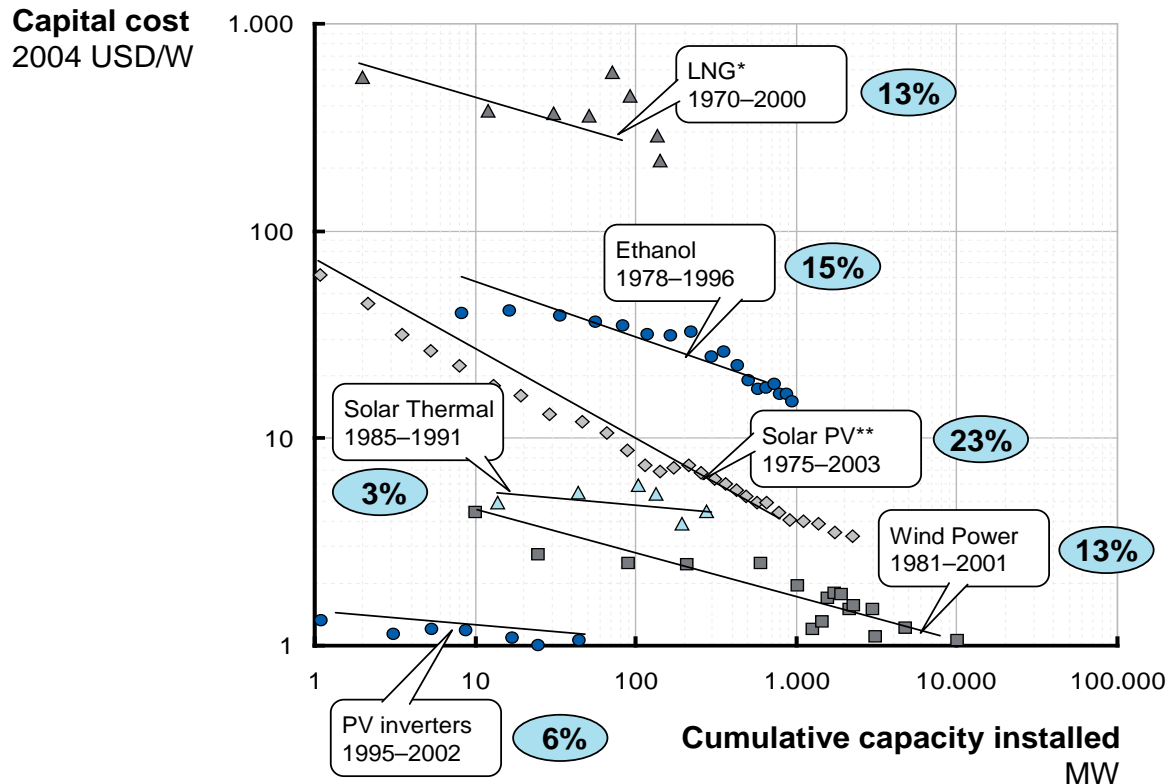 Capital cost
2004 USD/W
1.000
100
10
1
1
10
100
1.000
10.000
100.000
LNG*
1970–2000
13%
Ethanol
1978–1996
15%
Solar Thermal
1985–1991
3%
Solar PV**
1975–2003
23%
Wind Power
1981–2001
13%
PV inverters
1995–2002
6%
Cumulative capacity installed
MW